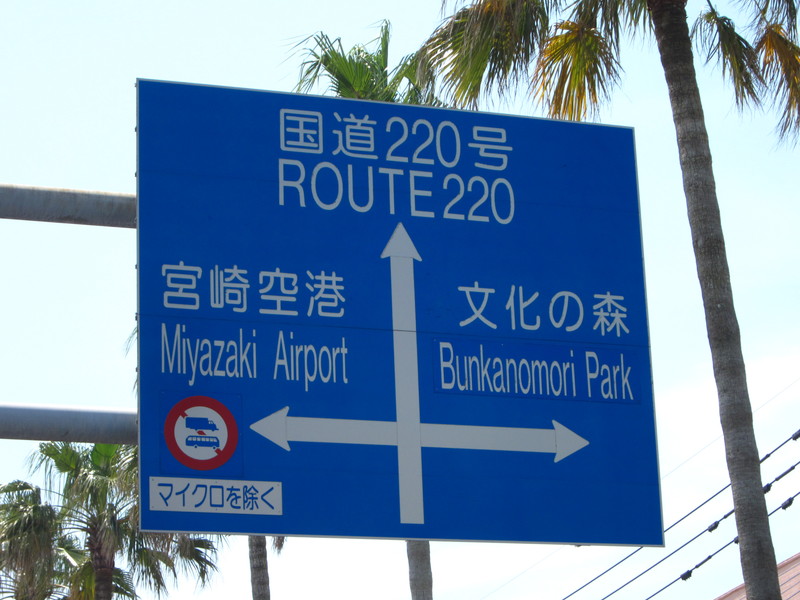 国道220号
ROUTE 220
宮崎空港
Miyazaki Airport
文化の森
Bunkanomori Park
マイクロを除く